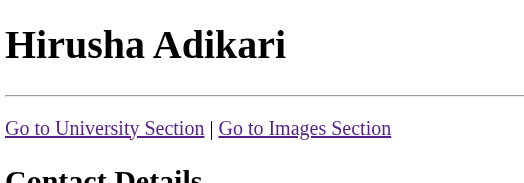 Hirusha Adikari
Go to University Section | Go to Images Section
Contact Details